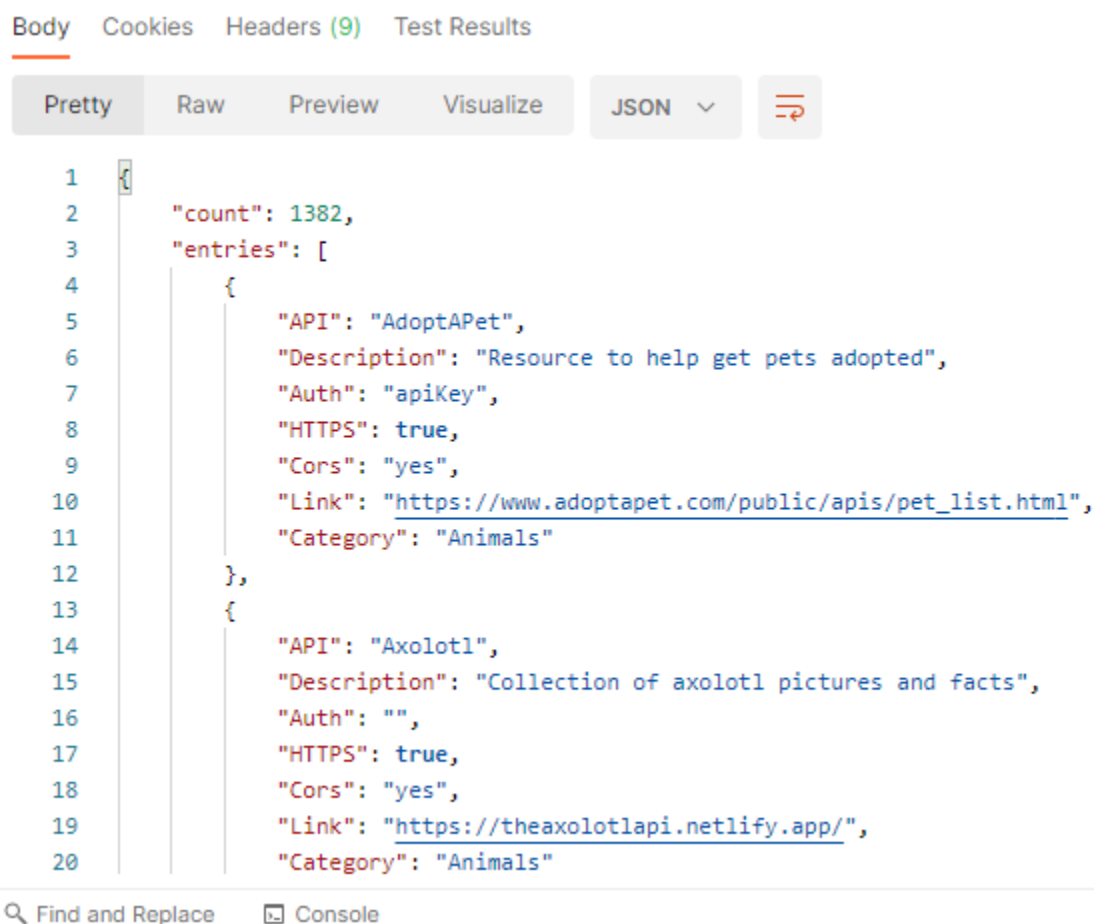 Body Cookies Headers (9) Test Results
Pretty Raw Preview Visualize JSON
1 {
2 "count": 1382,
3 "entries": [
4 {
5 "API": "AdoptAPet",
6 "Description": "Resource to help get pets adopted",
7 "Auth": "apiKey",
8 "HTTPS": true,
9 "Cors": "yes",
10 "Link": "https://www.adoptapet.com/public/apis/pet_list.html",
11 "Category": "Animals"
12 },
13 {
14 "API": "Axolotl",
15 "Description": "Collection of axolotl pictures and facts",
16 "Auth": "",
17 "HTTPS": true,
18 "Cors": "yes",
19 "Link": "https://theaxolotlapi.netlify.app/",
20 "Category": "Animals"
Find and Replace Console